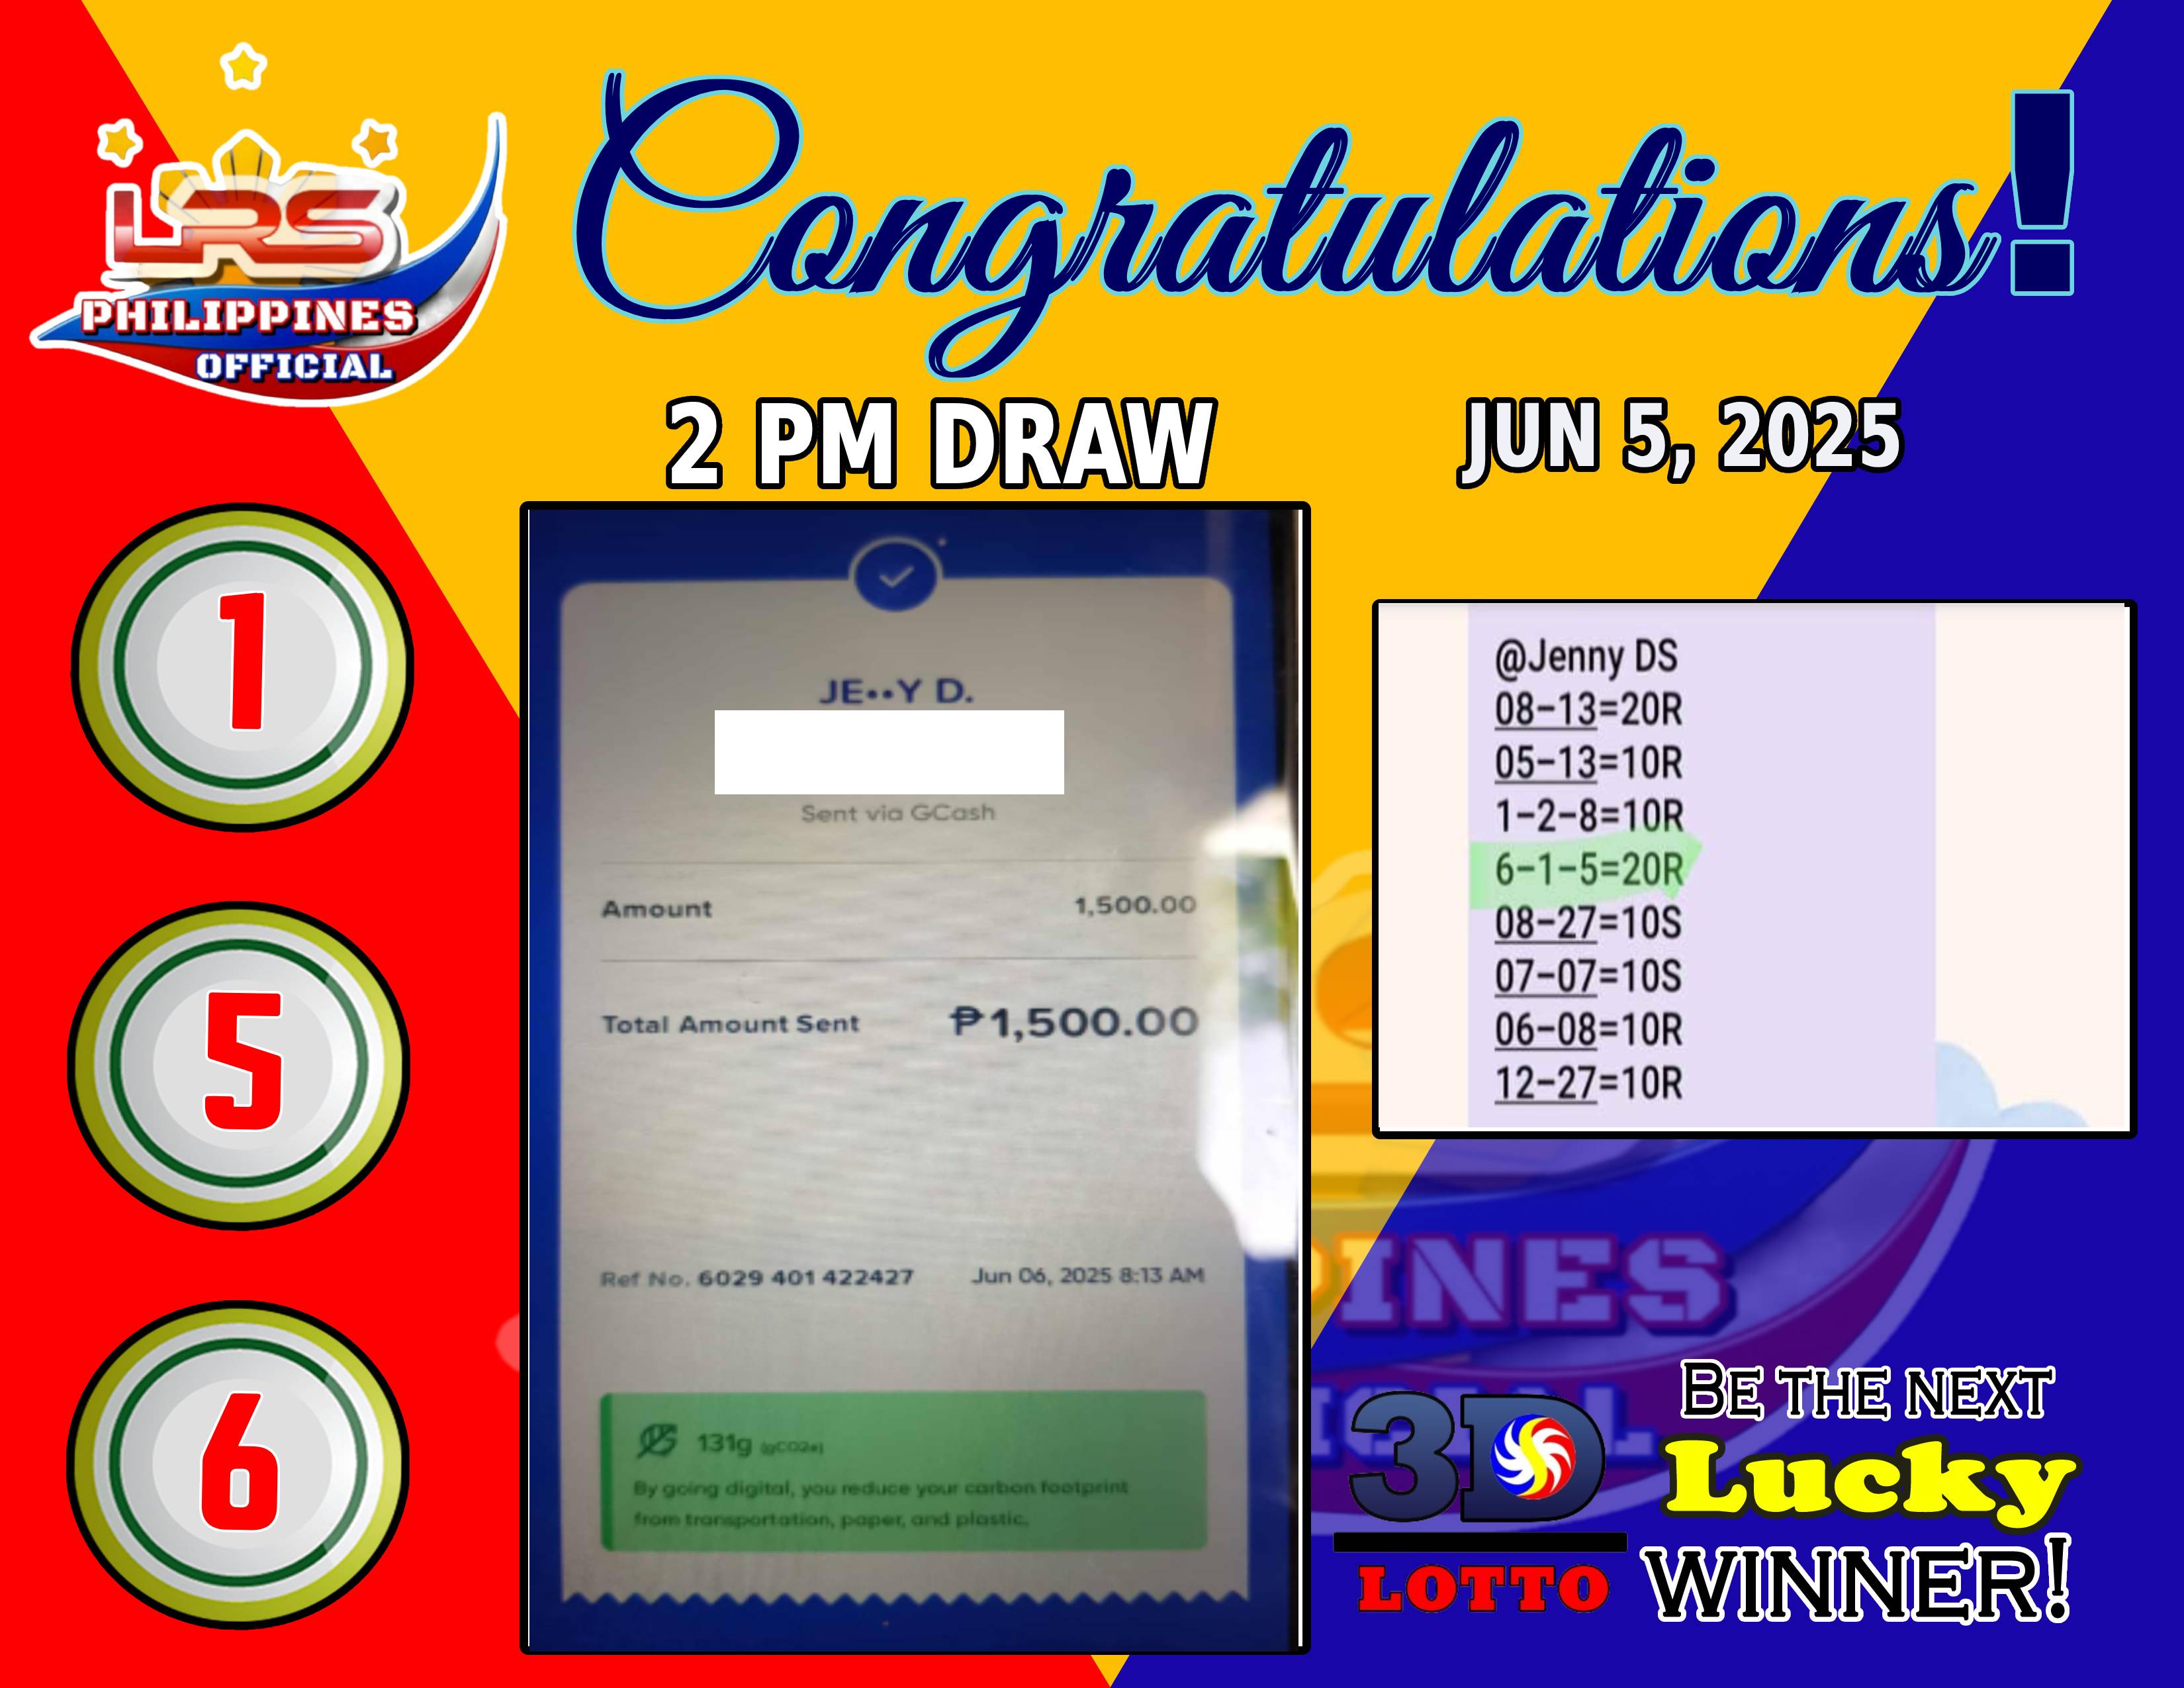 LRS
PHILIPPINES
OFFICIAL
Congratulations!
2 PM DRAW
JUN 5, 2025
1
5
6
JE••Y D.
Sent via GCash
Amount 1,500.00
Total Amount Sent ₱1,500.00
Ref No. 6029 401 422427 Jun 06, 2025 8:13 AM
131g (gCO2e)
By going digital, you reduce your carbon footprint
from transportation, paper, and plastic.
@Jenny DS
08-13=20R
05-13=10R
1-2-8=10R
6-1-5=20R
08-27=10S
07-07=10S
06-08=10R
12-27=10R
PINES
ICIAL
3D
LOTTO
BE THE NEXT
Lucky
WINNER!